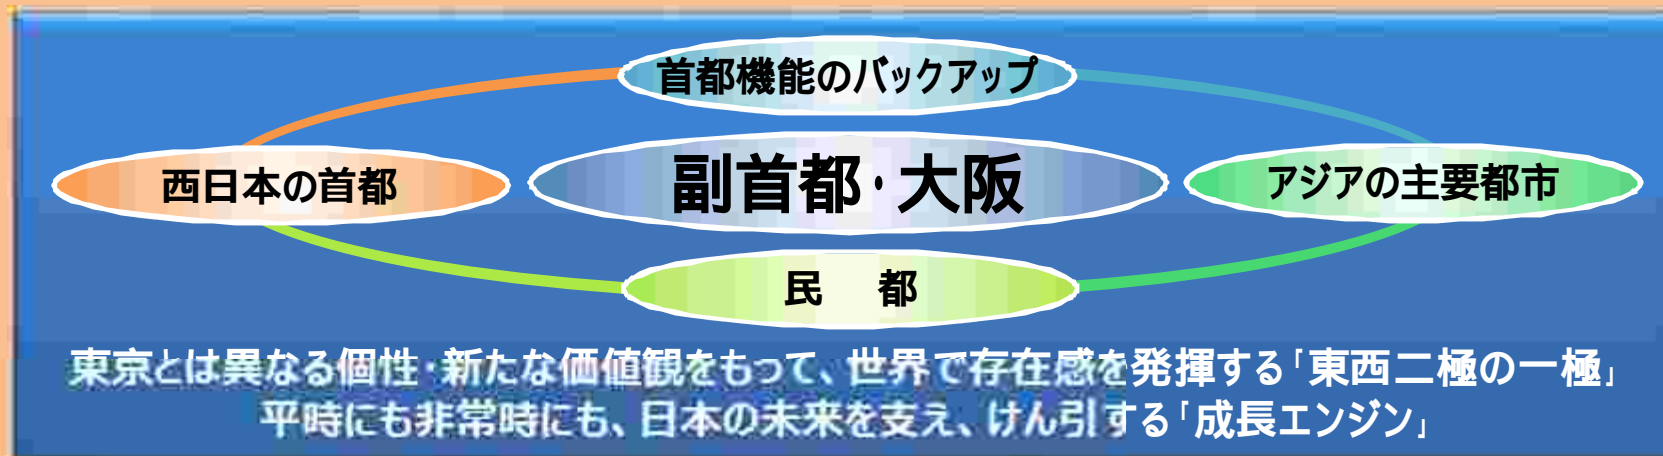 首都機能のバックアップ
西日本の首都
副首都・大阪
アジアの主要都市
民　都
東京とは異なる個性・新たな価値観をもって、世界で存在感を発揮する「東西二極の一極」
平時にも非常時にも、日本の未来を支え、けん引する「成長エンジン」